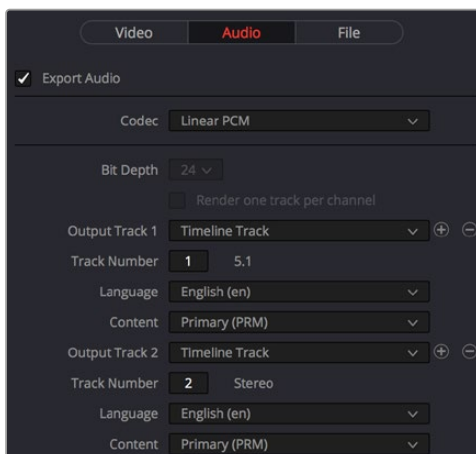 Video Audio File
Export Audio
Codec Linear PCM
Bit Depth 24
Render one track per channel
Output Track 1 Timeline Track
Track Number 1 5.1
Language English (en)
Content Primary (PRM)
Output Track 2 Timeline Track
Track Number 2 Stereo
Language English (en)
Content Primary (PRM)